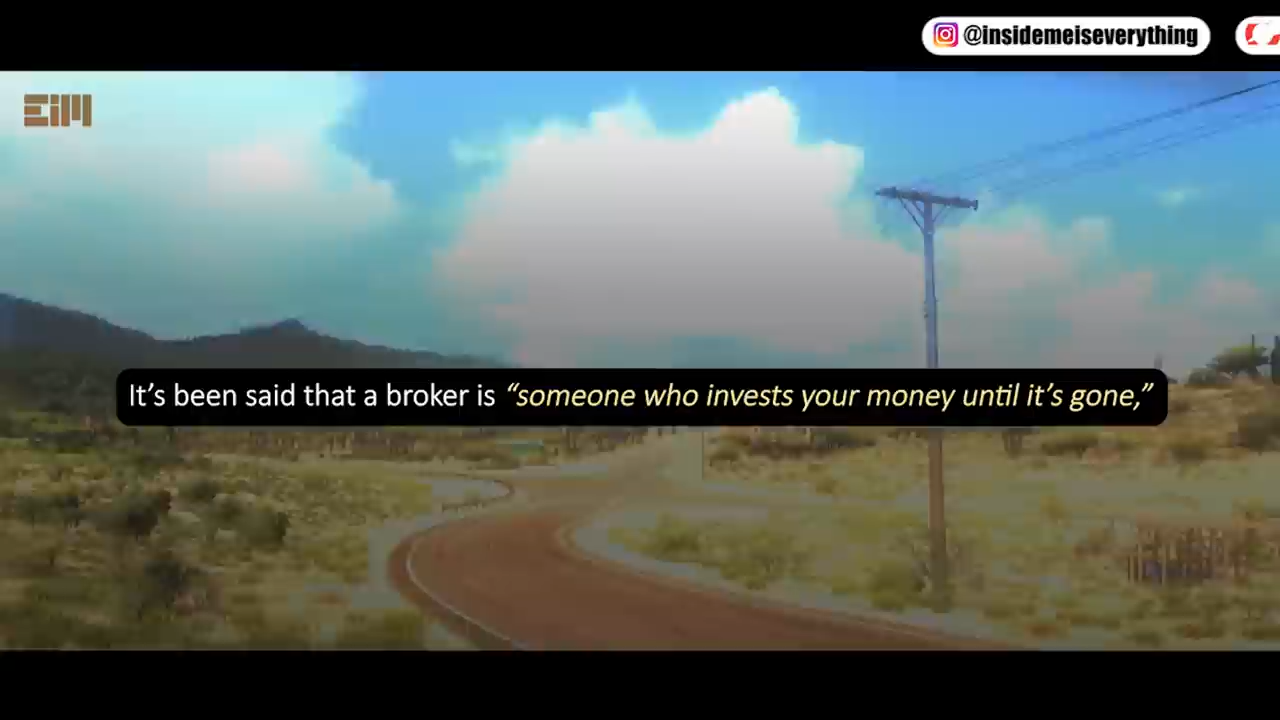 @insidemeiseverything
EiM
It’s been said that a broker is “someone who invests your money until it’s gone,”